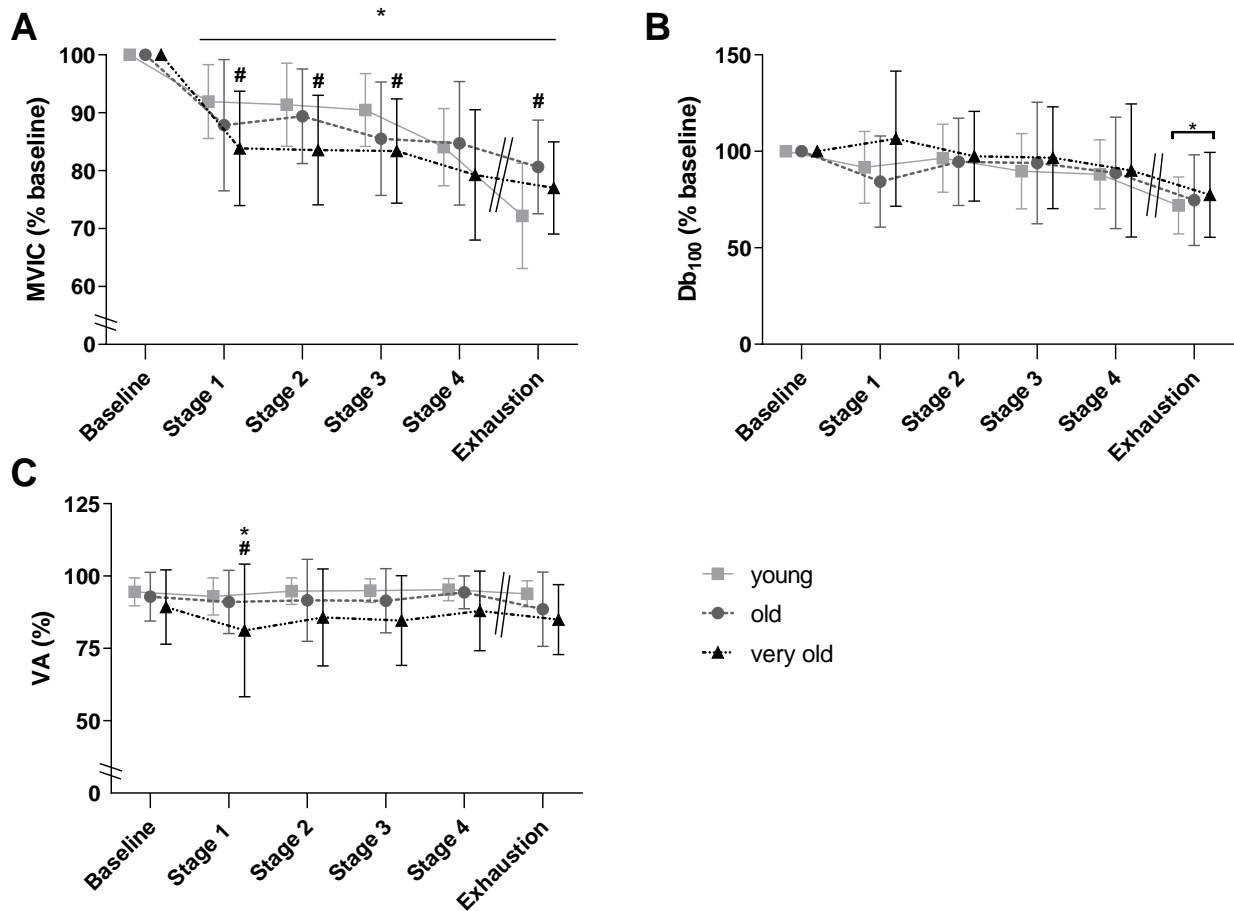 A
*
MVIC (% baseline)
100
90
80
70
60
0
# # # #
Baseline
Stage 1
Stage 2
Stage 3
Stage 4
Exhaustion
B
Db100 (% baseline)
150
100
50
0
*
Baseline
Stage 1
Stage 2
Stage 3
Stage 4
Exhaustion
C
VA (%)
125
100
75
50
0
*
#
Baseline
Stage 1
Stage 2
Stage 3
Stage 4
Exhaustion
young
old
very old